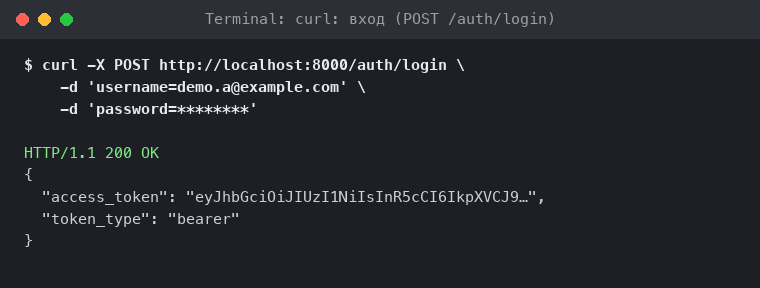 Terminal: curl: вход (POST /auth/login)
$ curl -X POST http://localhost:8000/auth/login \
    -d 'username=demo.a@example.com' \
    -d 'password=********'
HTTP/1.1 200 OK
{
  "access_token": "eyJhbGciOiJIUzI1NiIsInR5cCI6IkpXVCJ9…",
  "token_type": "bearer"
}